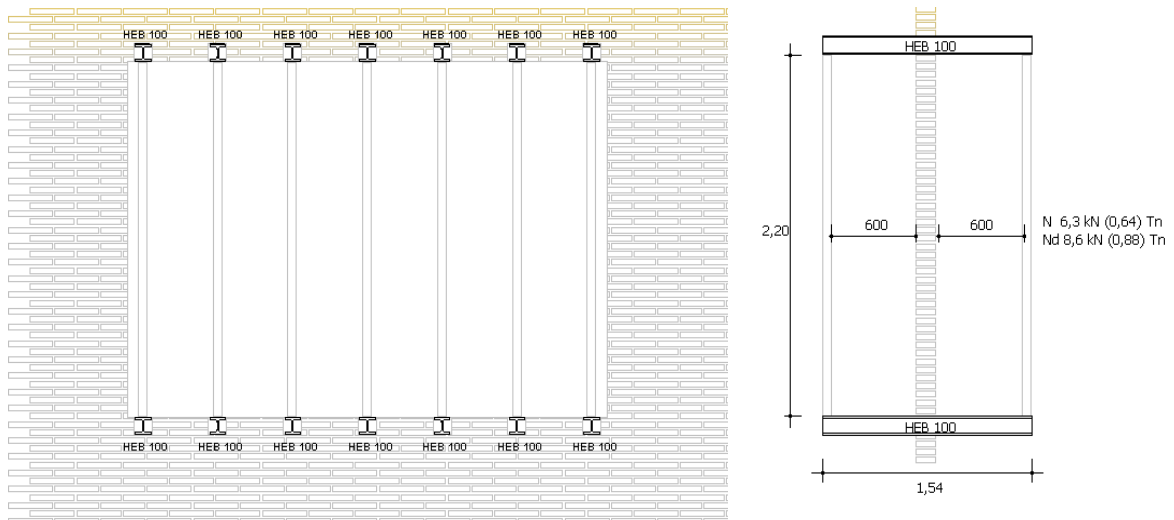 HEB 100 HEB 100 HEB 100 HEB 100 HEB 100 HEB 100 HEB 100
HEB 100 HEB 100 HEB 100 HEB 100 HEB 100 HEB 100 HEB 100
HEB 100
2,20
600 600
N 6,3 kN (0,64) Tn
Nd 8,6 kN (0,88) Tn
HEB 100
1,54